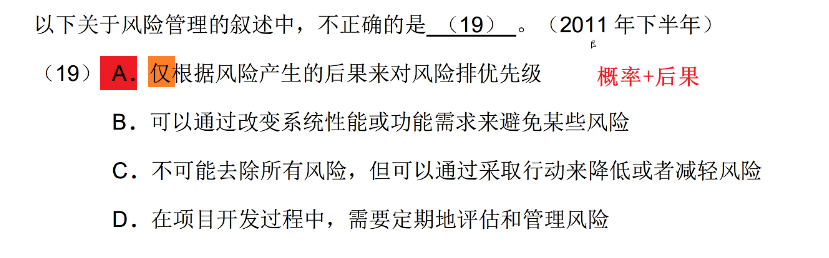 以下关于风险管理的叙述中，不正确的是 （19） 。（2011 年下半年）
（19） A．仅根据风险产生的后果来对风险排优先级 概率+后果
B．可以通过改变系统性能或功能需求来避免某些风险
C．不可能去除所有风险，但可以通过采取行动来降低或者减轻风险
D．在项目开发过程中，需要定期地评估和管理风险